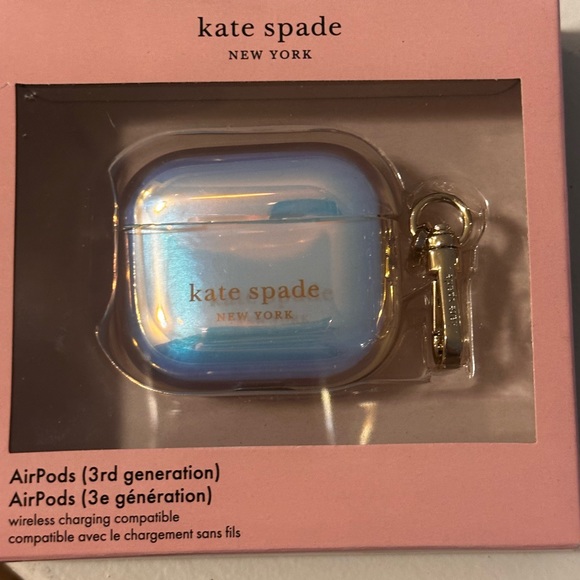 kate spade
NEW YORK
kate spade
NEW YORK
AirPods (3rd generation)
AirPods (3e génération)
wireless charging compatible
compatible avec le chargement sans fils